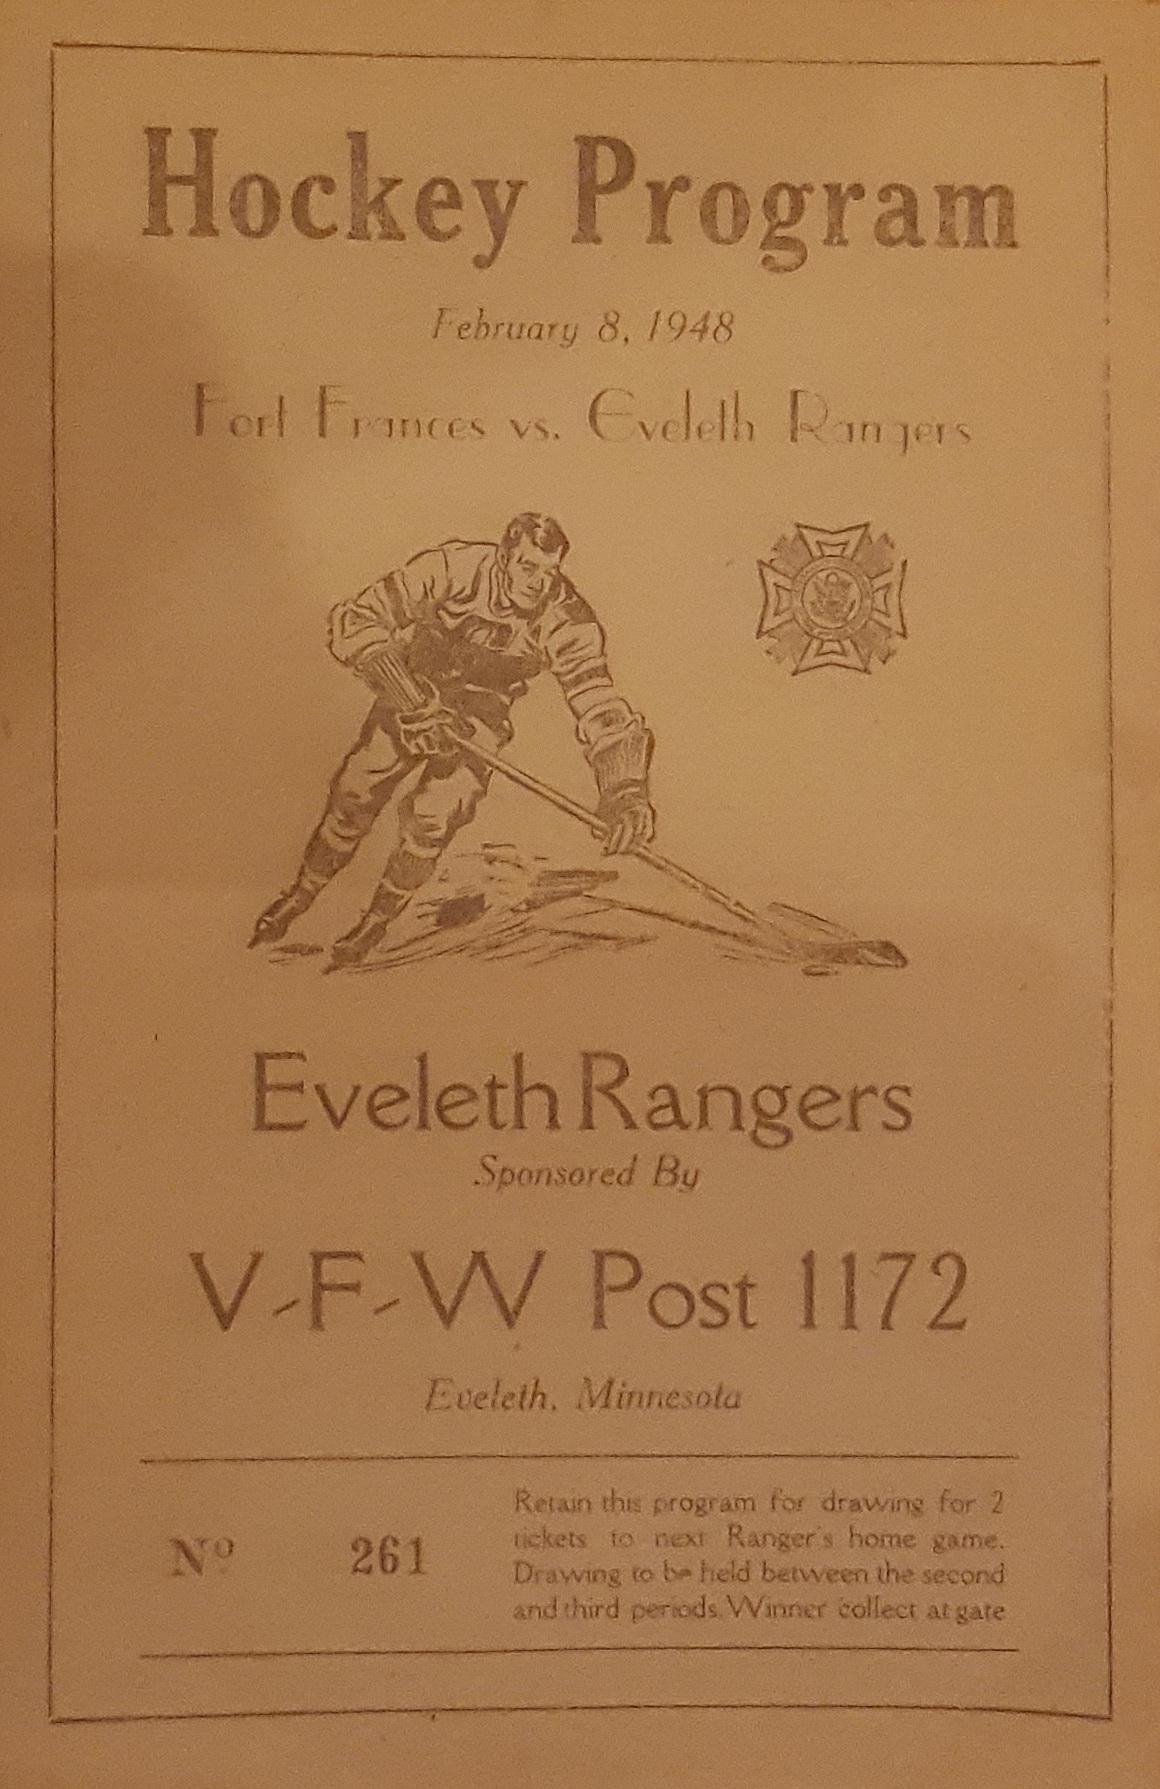 Hockey Program
February 8, 1948
Fort Frances vs. Eveleth Rangers
Eveleth Rangers
Sponsored By
V-F-W Post 1172
Eveleth, Minnesota
Nº 261
Retain this program for drawing for 2
tickets to next Ranger's home game.
Drawing to be held between the second
and third periods. Winner collect at gate